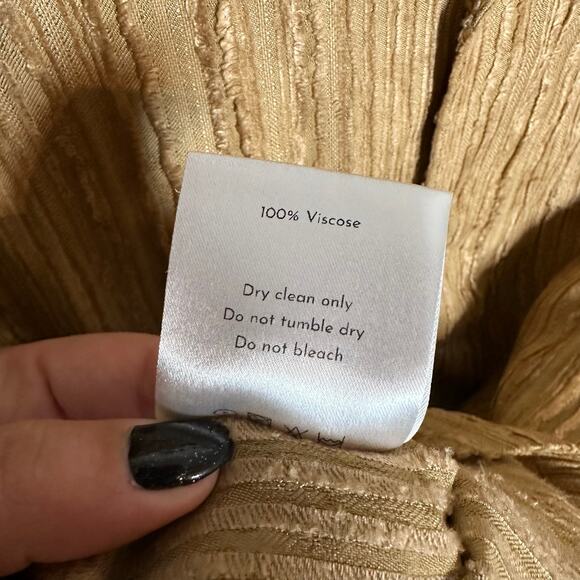 100% Viscose
Dry clean only
Do not tumble dry
Do not bleach